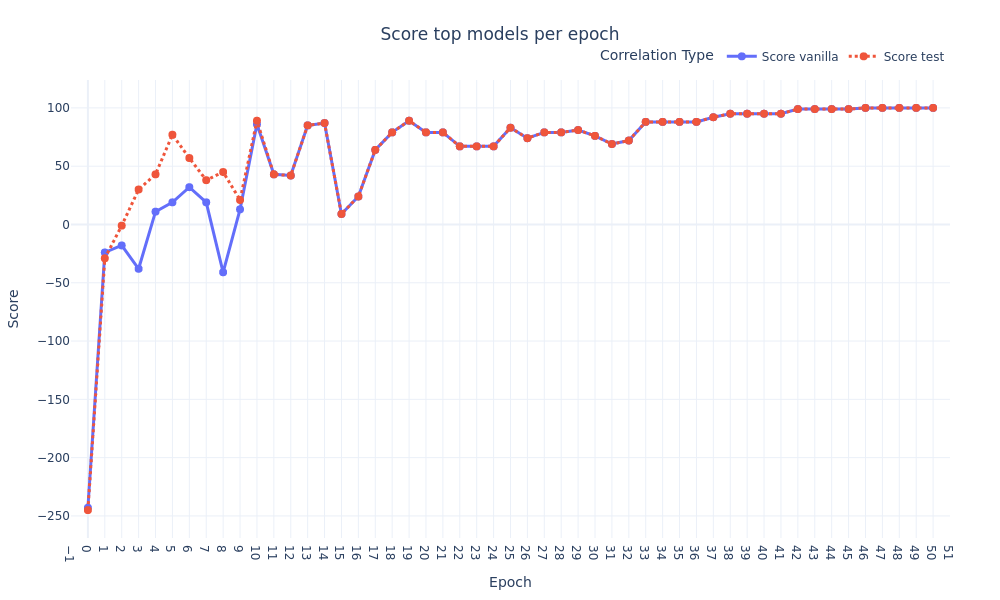 Score top models per epoch
Correlation Type Score vanilla Score test
100
50
0
−50
−100
−150
−200
−250
Score
−1 0 1 2 3 4 5 6 7 8 9 10 11 12 13 14 15 16 17 18 19 20 21 22 23 24 25 26 27 28 29 30 31 32 33 34 35 36 37 38 39 40 41 42 43 44 45 46 47 48 49 50 51
Epoch